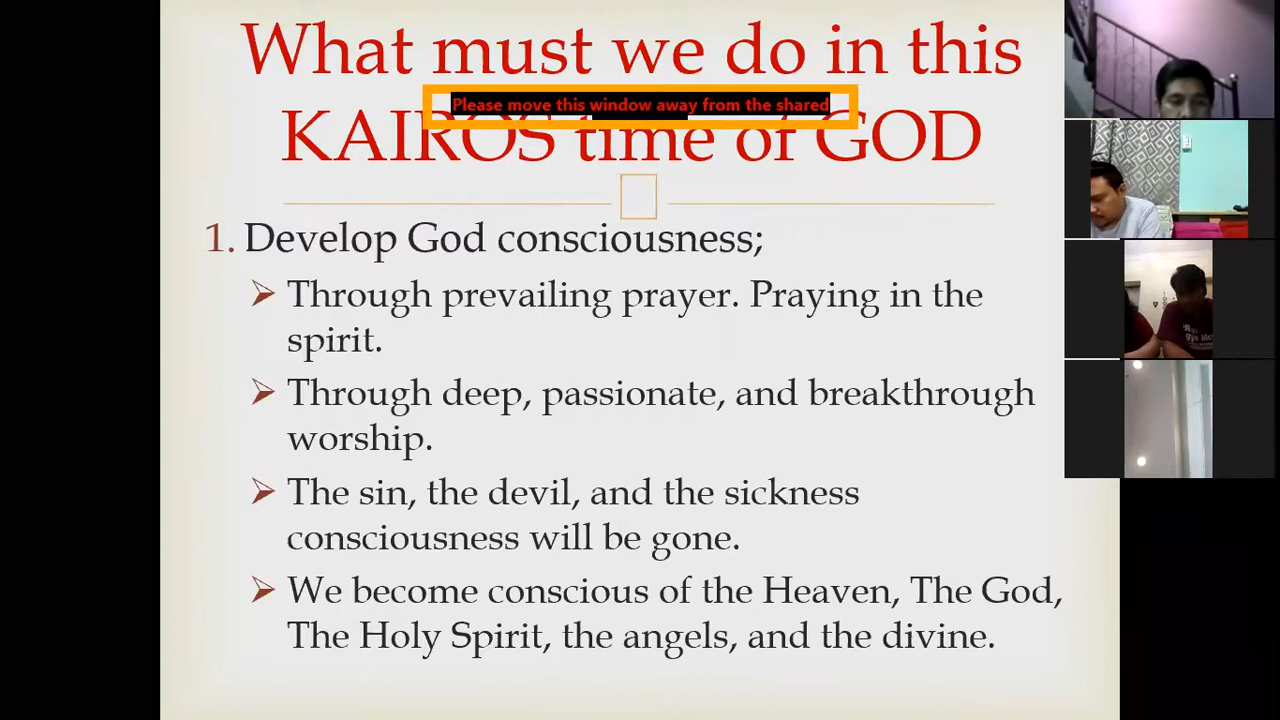 What must we do in this
Please move this window away from the shared
KAIROS time of GOD
1. Develop God consciousness;
Through prevailing prayer. Praying in the
spirit.
Through deep, passionate, and breakthrough
worship.
The sin, the devil, and the sickness
consciousness will be gone.
We become conscious of the Heaven, The God,
The Holy Spirit, the angels, and the divine.